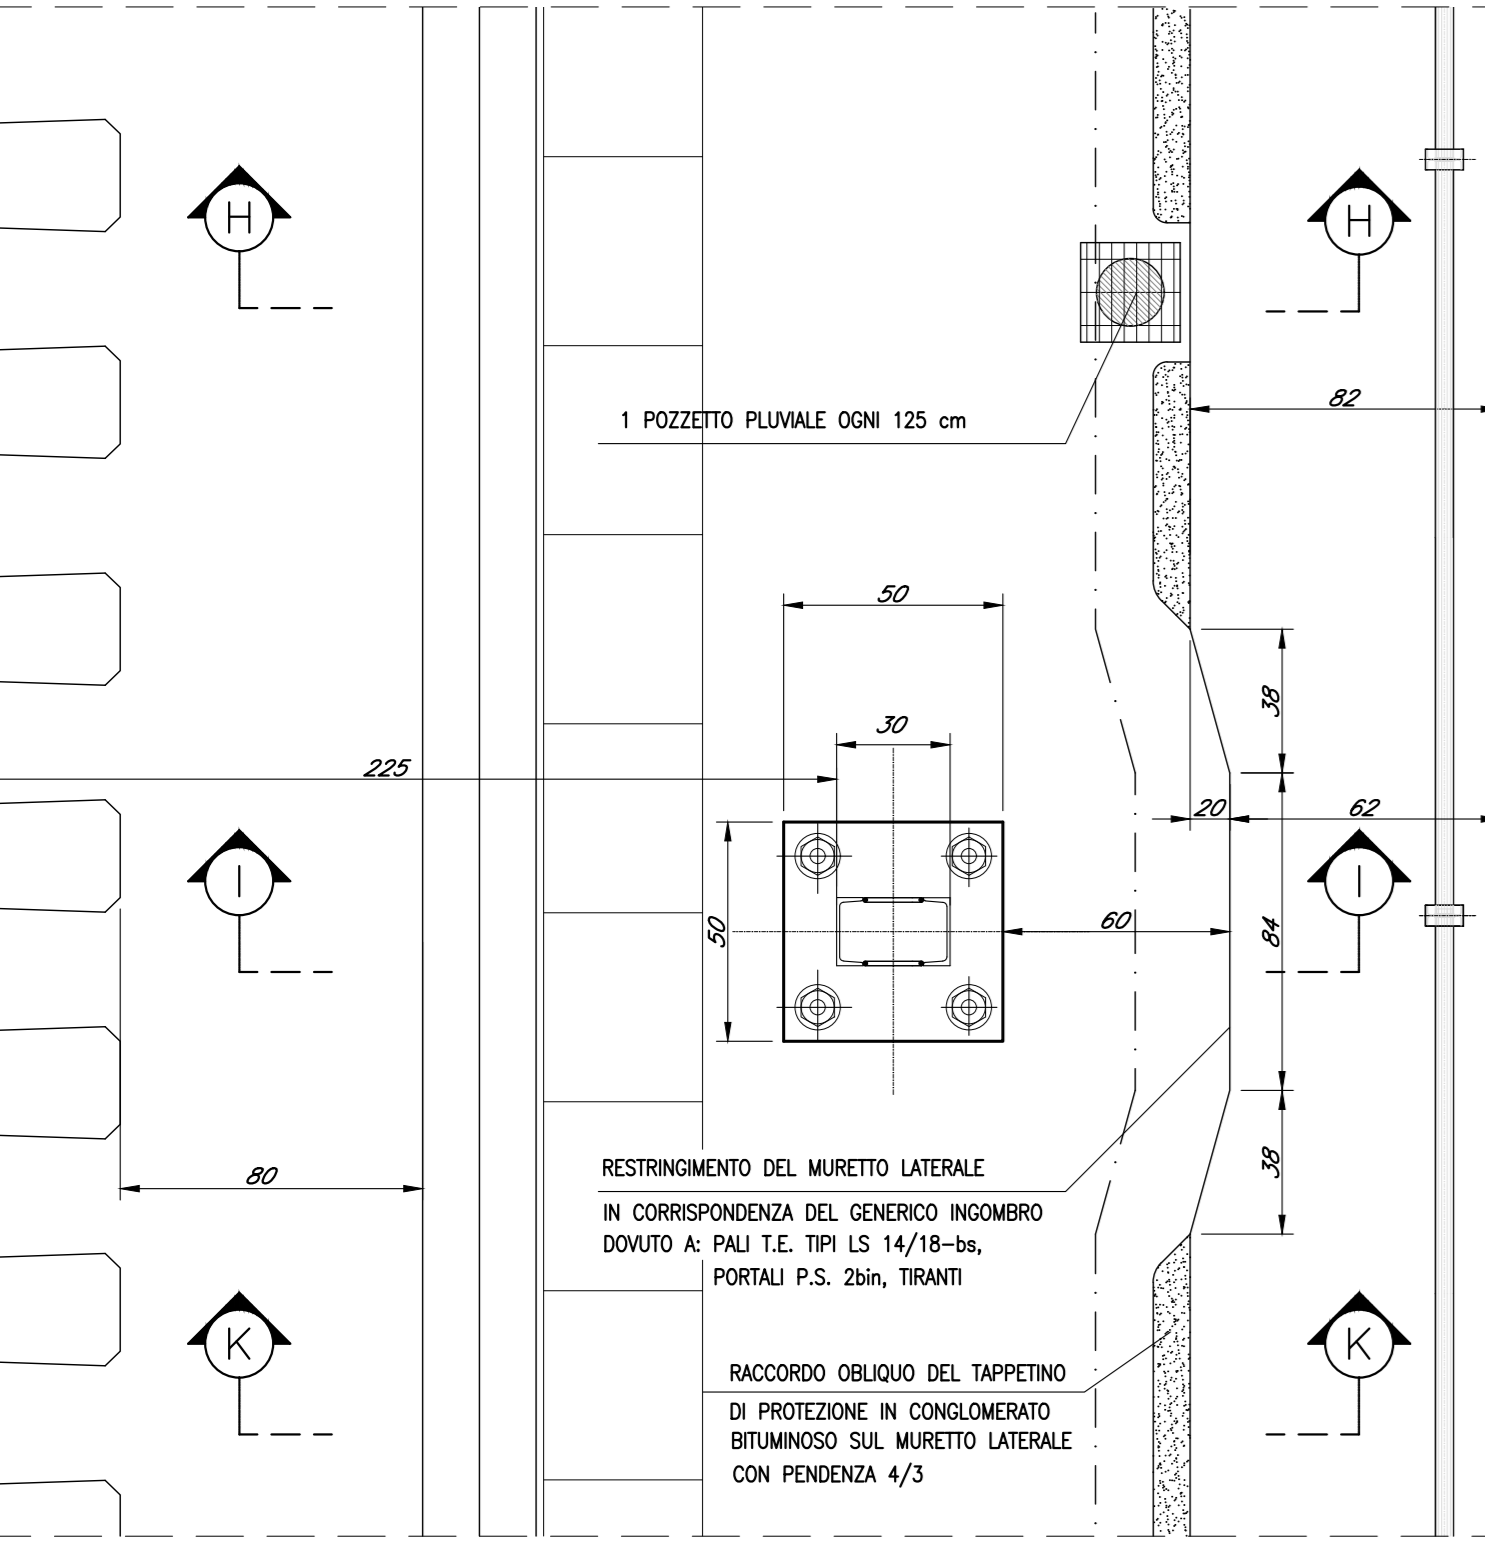 H
H
82
1 POZZETTO PLUVIALE OGNI 125 cm
50
38
30
225
20
62
I
I
50
60
84
RESTRINGIMENTO DEL MURETTO LATERALE
IN CORRISPONDENZA DEL GENERICO INGOMBRO
DOVUTO A: PALI T.E. TIPI LS 14/18-bs,
PORTALI P.S. 2bin, TIRANTI
38
80
K
K
RACCORDO OBLIQUO DEL TAPPETINO
DI PROTEZIONE IN CONGLOMERATO
BITUMINOSO SUL MURETTO LATERALE
CON PENDENZA 4/3